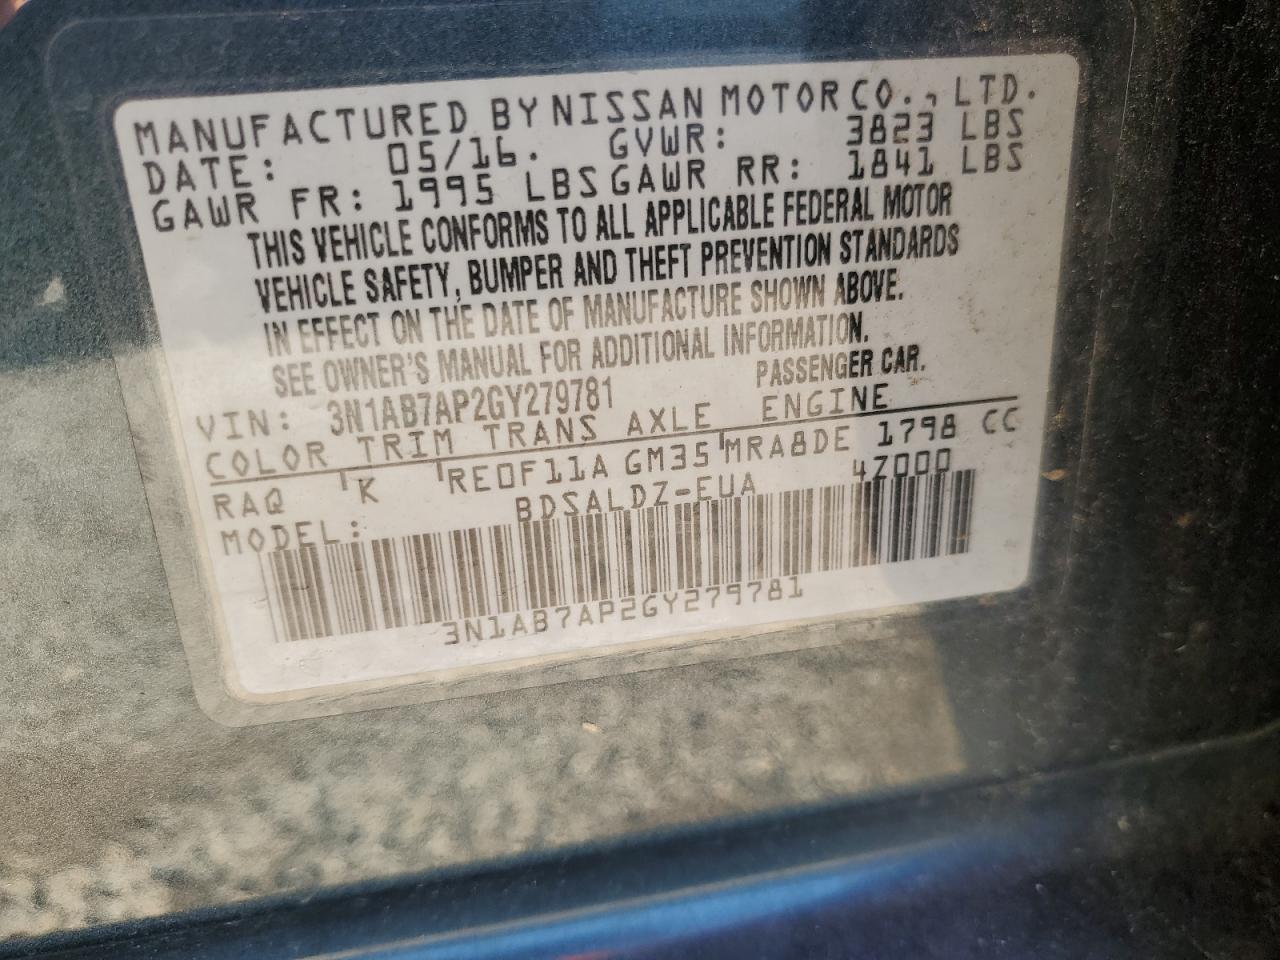 MANUFACTURED BY NISSAN MOTOR CO., LTD.
DATE: 05/16. GVWR: 3823 LBS
GAWR FR: 1995 LBS GAWR RR: 1841 LBS
THIS VEHICLE CONFORMS TO ALL APPLICABLE FEDERAL MOTOR
VEHICLE SAFETY, BUMPER AND THEFT PREVENTION STANDARDS
IN EFFECT ON THE DATE OF MANUFACTURE SHOWN ABOVE.
SEE OWNER'S MANUAL FOR ADDITIONAL INFORMATION.
VIN: 3N1AB7AP2GY279781 PASSENGER CAR.
COLOR TRIM TRANS AXLE ENGINE
RAQ K RE0F11A GM35 MRA8DE 1798 CC
MODEL: BDSALDZ-EUA 4Z000
3N1AB7AP2GY279781